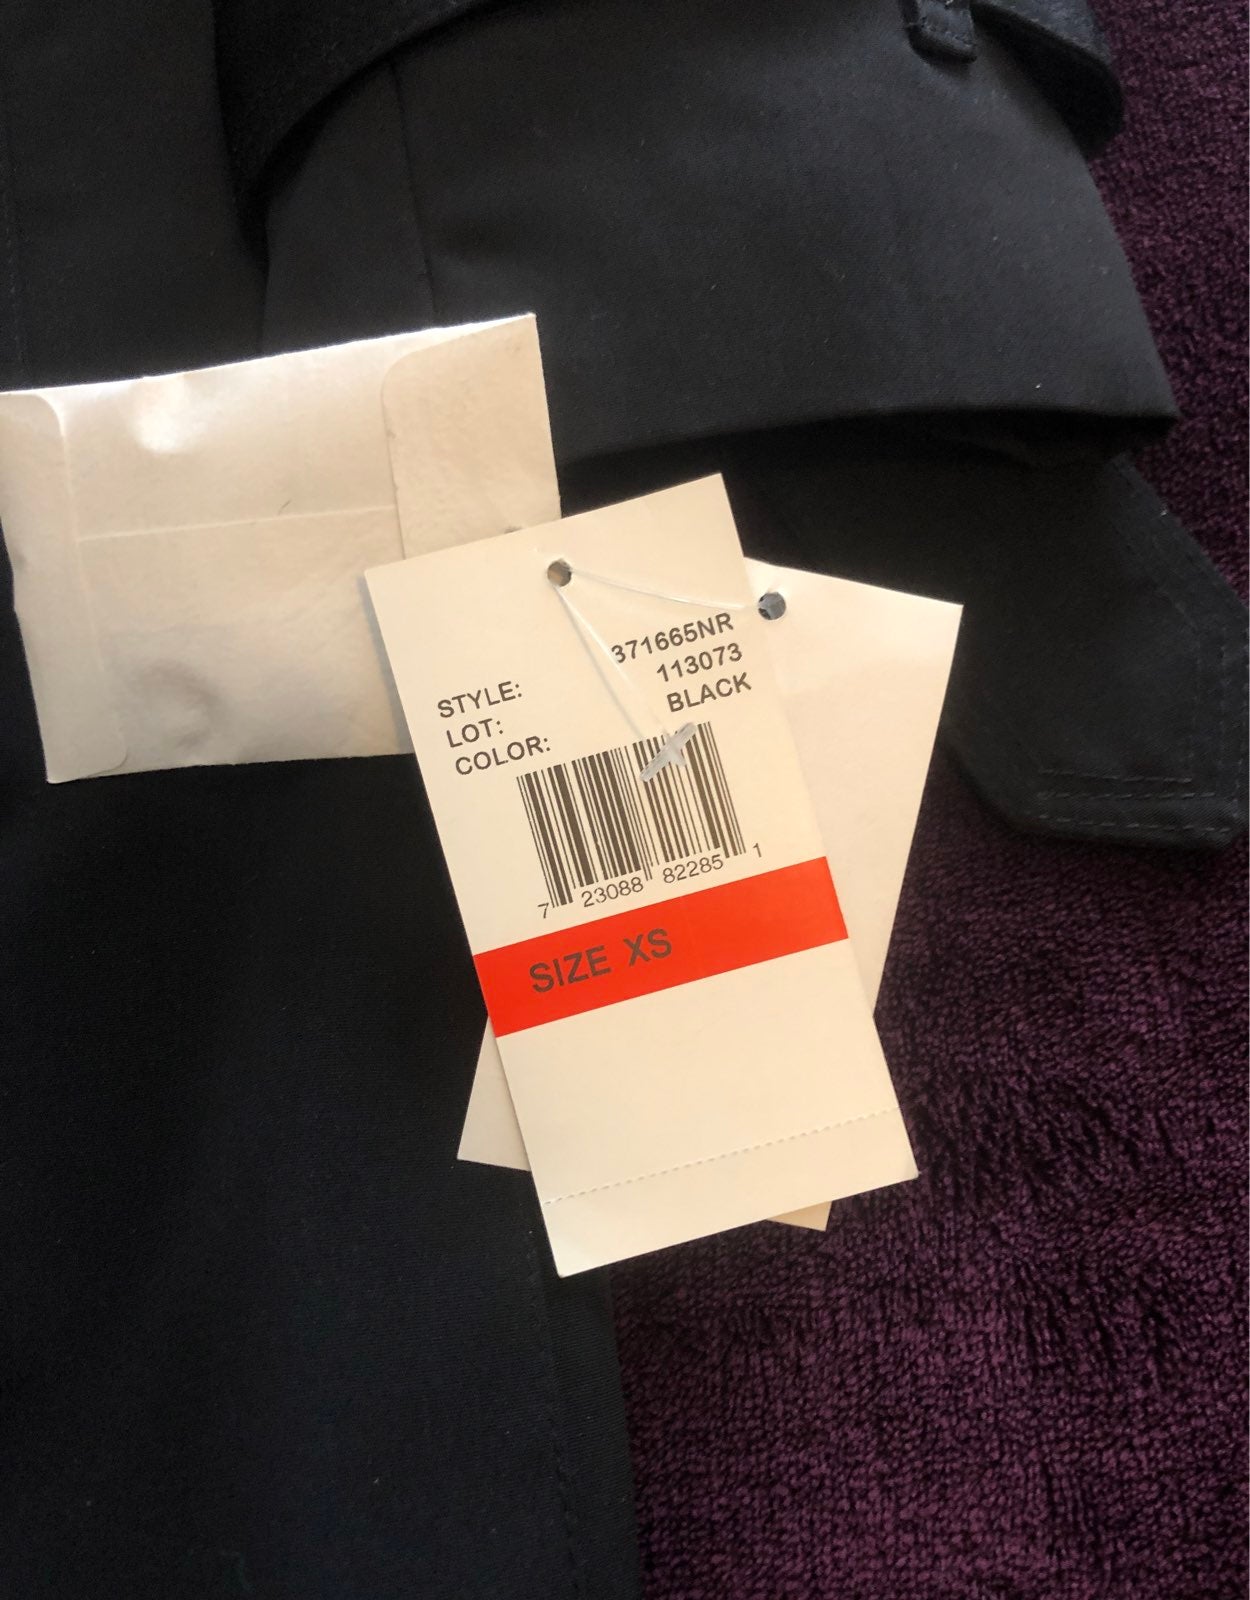 STYLE: 371665NR
LOT: 113073
COLOR: BLACK
7 23088 82285 1
SIZE XS